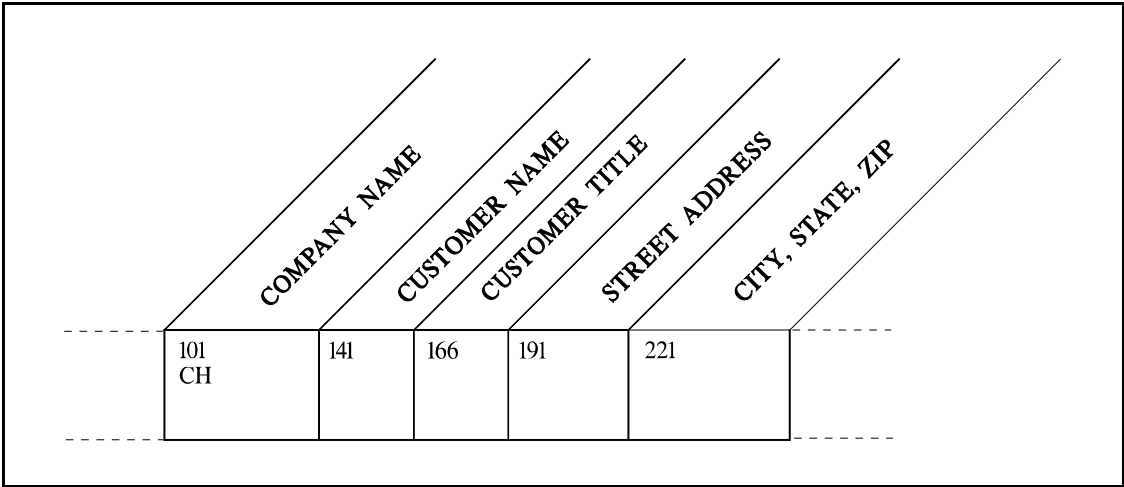 COMPANY NAME
CUSTOMER NAME
CUSTOMER TITLE
STREET ADDRESS
CITY, STATE, ZIP
101 141 166 191 221
CH